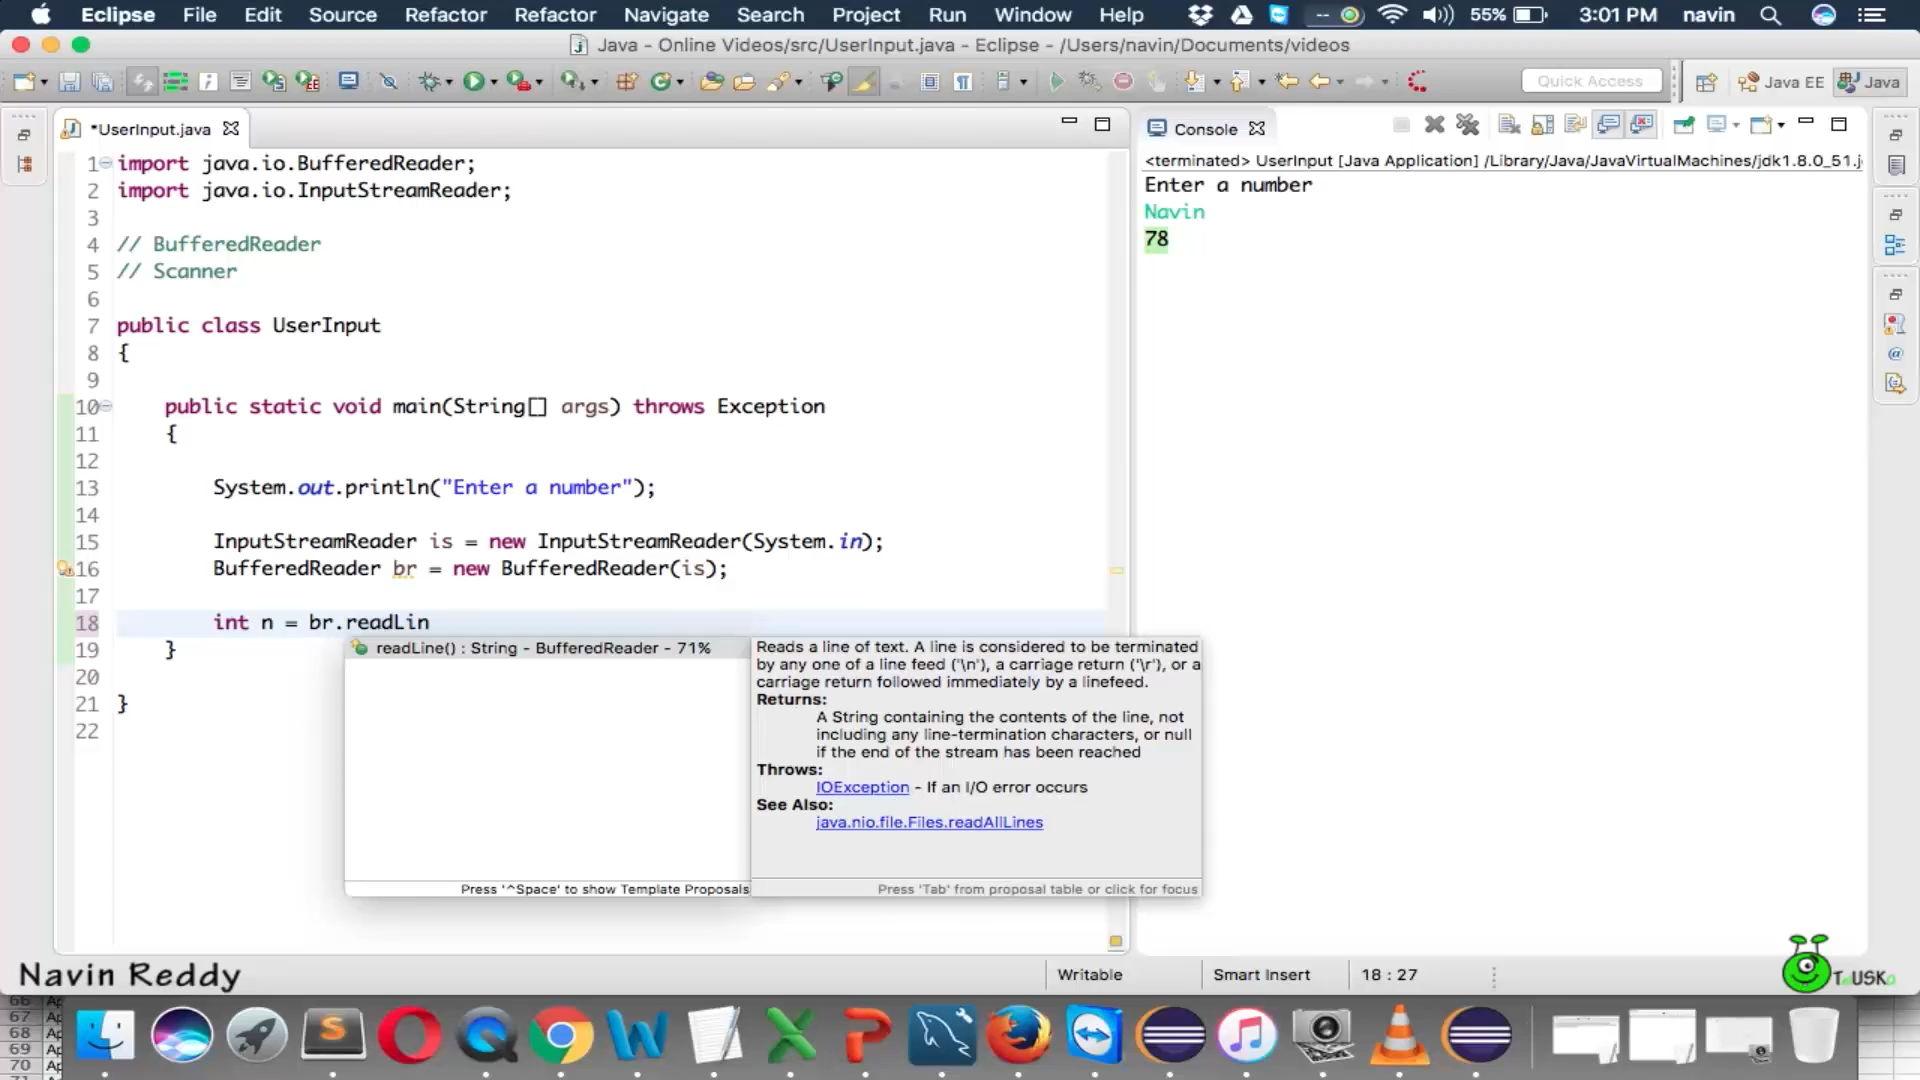 Eclipse File Edit Source Refactor Refactor Navigate Search Project Run Window Help 55% 3:01 PM navin
Java - Online Videos/src/UserInput.java - Eclipse - /Users/navin/Documents/videos
Quick Access Java EE Java
*UserInput.java
1 import java.io.BufferedReader;
2 import java.io.InputStreamReader;
3
4 // BufferedReader
5 // Scanner
6
7 public class UserInput
8 {
9
10 public static void main(String[] args) throws Exception
11 {
12
13 System.out.println("Enter a number");
14
15 InputStreamReader is = new InputStreamReader(System.in);
16 BufferedReader br = new BufferedReader(is);
17
18 int n = br.readLin
19 }
20
21 }
22
readLine() : String - BufferedReader - 71%
Press '^Space' to show Template Proposals
Reads a line of text. A line is considered to be terminated
by any one of a line feed ('\n'), a carriage return ('\r'), or a
carriage return followed immediately by a linefeed.
Returns:
A String containing the contents of the line, not
including any line-termination characters, or null
if the end of the stream has been reached
Throws:
IOException - If an I/O error occurs
See Also:
java.nio.file.Files.readAllLines
Press 'Tab' from proposal table or click for focus
Console
<terminated> UserInput [Java Application] /Library/Java/JavaVirtualMachines/jdk1.8.0_51.j
Enter a number
Navin
78
Navin Reddy
Writable Smart Insert 18 : 27
67
68
69
70